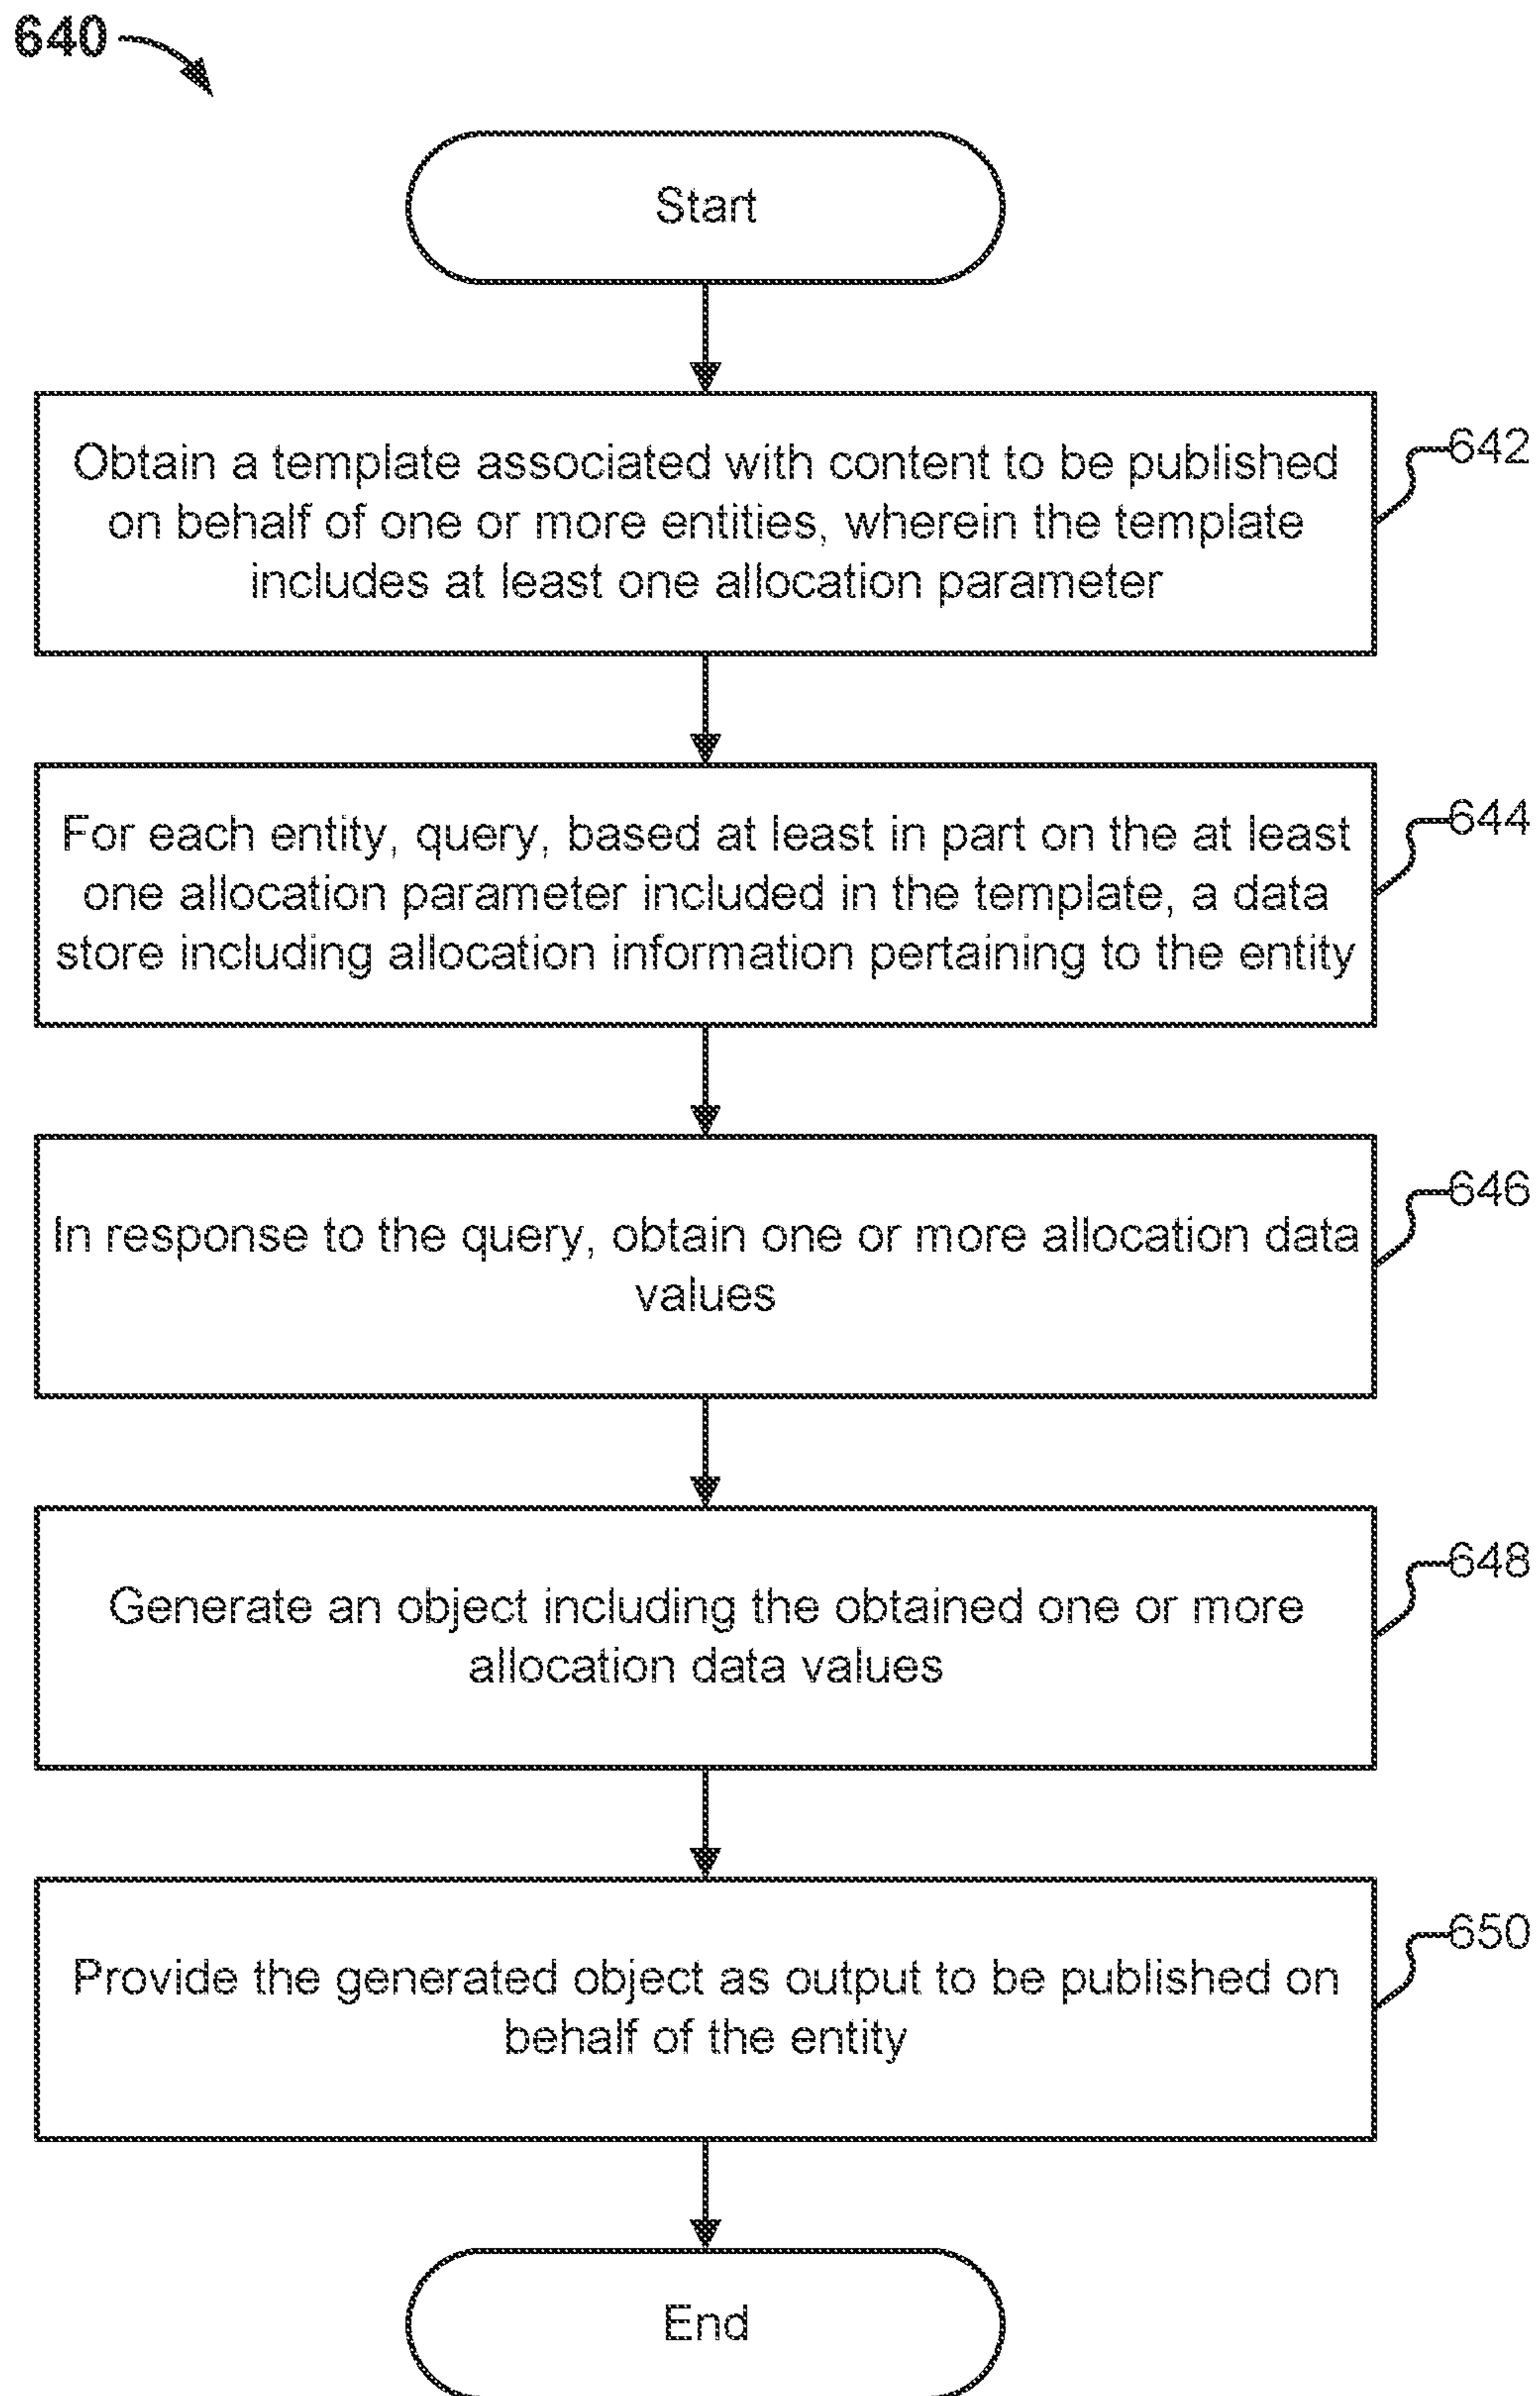 640
Start
Obtain a template associated with content to be published
on behalf of one or more entities, wherein the template
includes at least one allocation parameter
642
For each entity, query, based at least in part on the at least
one allocation parameter included in the template, a data
store including allocation information pertaining to the entity
644
In response to the query, obtain one or more allocation data
values
646
Generate an object including the obtained one or more
allocation data values
648
Provide the generated object as output to be published on
behalf of the entity
650
End